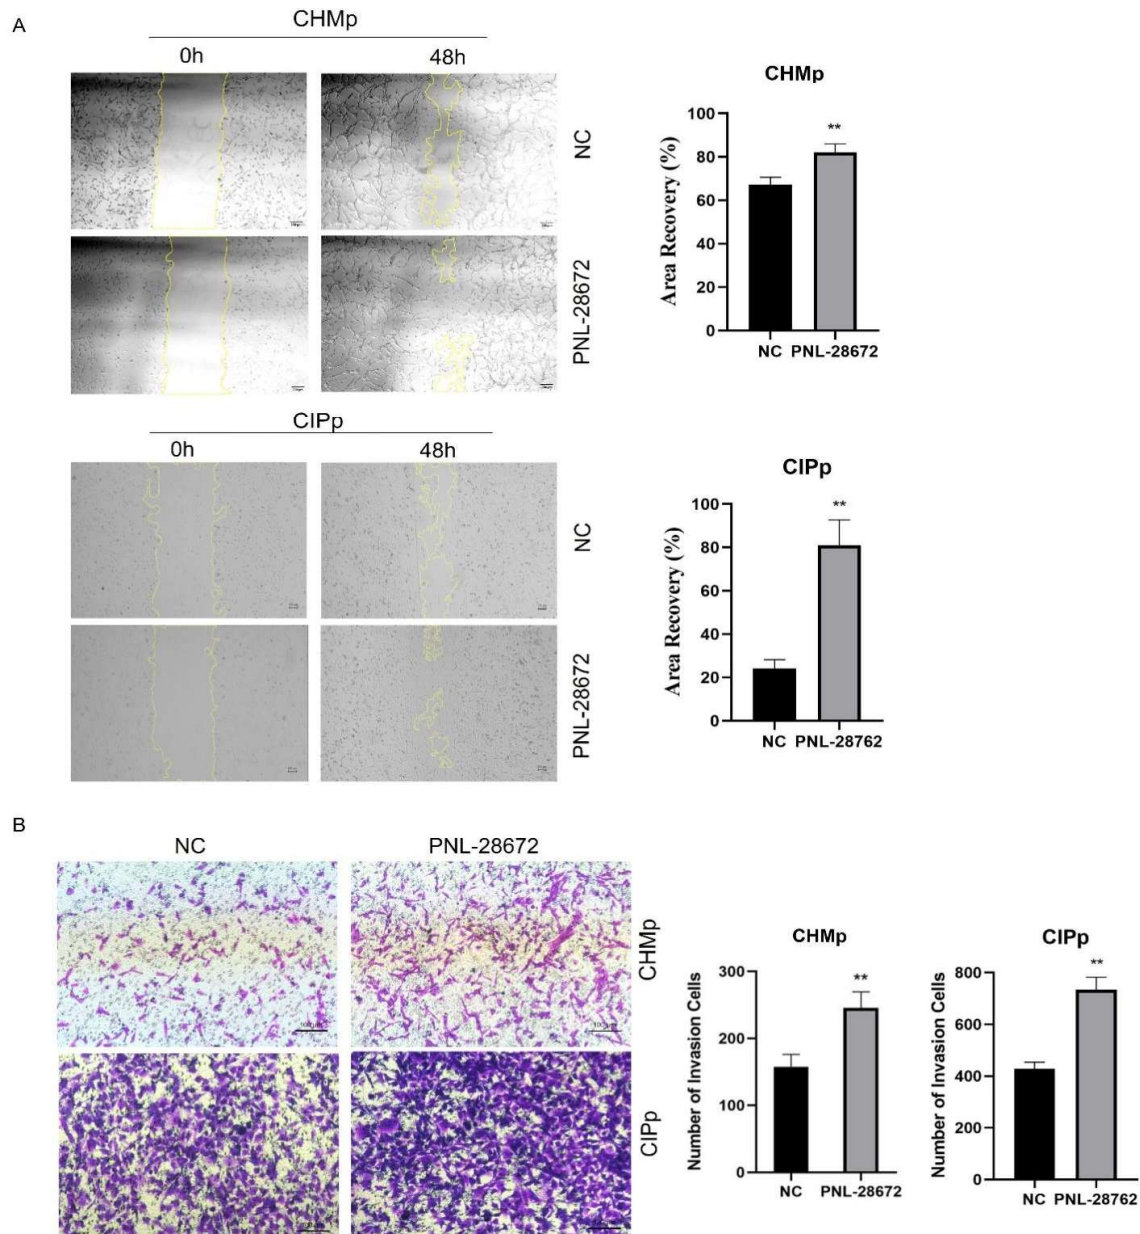 A
CHMp
0h 48h
NC
PNL-28672
CHMp
Area Recovery (%)
100
80
60
40
20
0
NC PNL-28672
**
CIPp
0h 48h
NC
PNL-28672
CIPp
Area Recovery (%)
100
80
60
40
20
0
NC PNL-28762
**
B
NC PNL-28672
CHMp
CIPp
100 μm
CHMp
Number of Invasion Cells
300
200
100
0
NC PNL-28672
**
CIPp
Number of Invasion Cells
800
600
400
200
0
NC PNL-28762
**